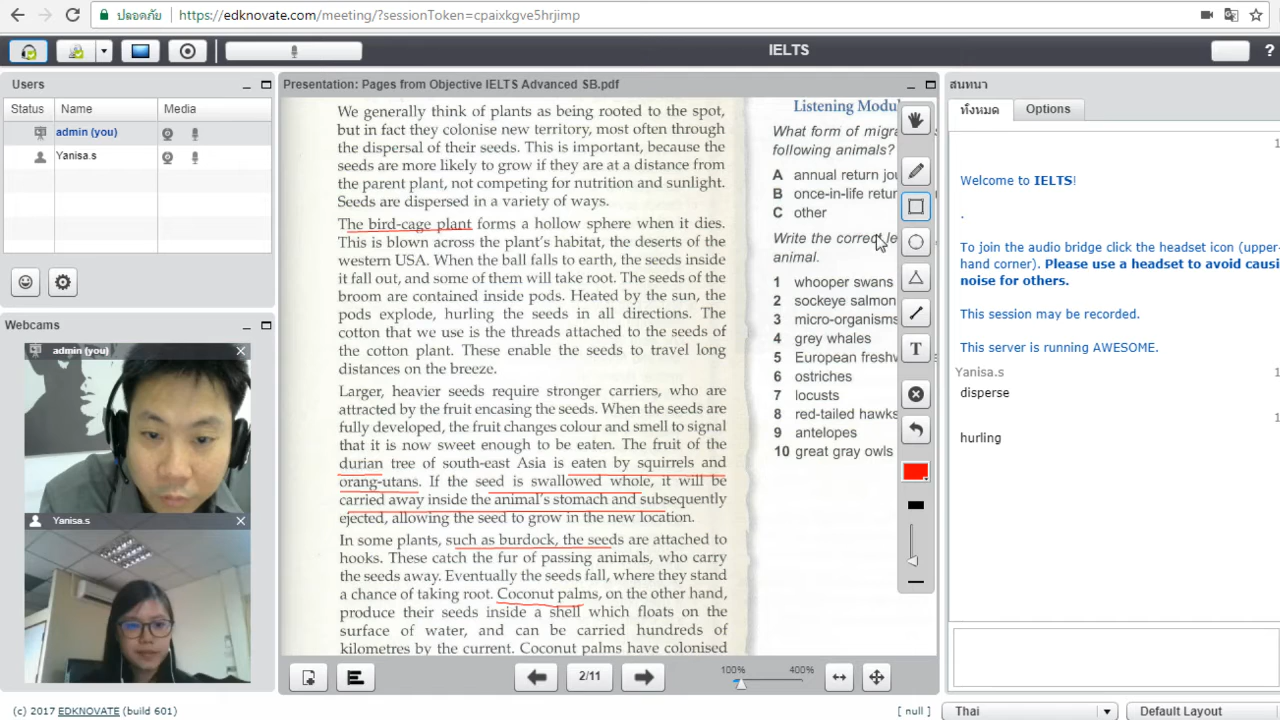 ปลอดภัย
https://edknovate.com/meeting/?sessionToken=cpaixkgve5hrjimp
IELTS
?
Users
Status Name Media
admin (you)
Yanisa.s
Webcams
admin (you)
Yanisa.s
Presentation: Pages from Objective IELTS Advanced SB.pdf
We generally think of plants as being rooted to the spot,
but in fact they colonise new territory, most often through
the dispersal of their seeds. This is important, because the
seeds are more likely to grow if they are at a distance from
the parent plant, not competing for nutrition and sunlight.
Seeds are dispersed in a variety of ways.
The bird-cage plant forms a hollow sphere when it dies.
This is blown across the plant's habitat, the deserts of the
western USA. When the ball falls to earth, the seeds inside
it fall out, and some of them will take root. The seeds of the
broom are contained inside pods. Heated by the sun, the
pods explode, hurling the seeds in all directions. The
cotton that we use is the threads attached to the seeds of
the cotton plant. These enable the seeds to travel long
distances on the breeze.
Larger, heavier seeds require stronger carriers, who are
attracted by the fruit encasing the seeds. When the seeds are
fully developed, the fruit changes colour and smell to signal
that it is now sweet enough to be eaten. The fruit of the
durian tree of south-east Asia is eaten by squirrels and
orang-utans. If the seed is swallowed whole, it will be
carried away inside the animal's stomach and subsequently
ejected, allowing the seed to grow in the new location.
In some plants, such as burdock, the seeds are attached to
hooks. These catch the fur of passing animals, who carry
the seeds away. Eventually the seeds fall, where they stand
a chance of taking root. Coconut palms, on the other hand,
produce their seeds inside a shell which floats on the
surface of water, and can be carried hundreds of
kilometres by the current. Coconut palms have colonised
Listening Modu
What form of migra
following animals?
A annual return jou
B once-in-life retur
C other
Write the correct le
animal.
1 whooper swans
2 sockeye salmon
3 micro-organisms
4 grey whales
5 European freshw
6 ostriches
7 locusts
8 red-tailed hawks
9 antelopes
10 great gray owls
T
2/11
100% 400%
สนทนา
ทั้งหมด Options
1
Welcome to IELTS!
.
To join the audio bridge click the headset icon (upper-
hand corner). Please use a headset to avoid causi
noise for others.
This session may be recorded.
This server is running AWESOME.
Yanisa.s 1
disperse
1
hurling
(c) 2017 EDKNOVATE (build 601)
[ null ]
Thai
Default Layout